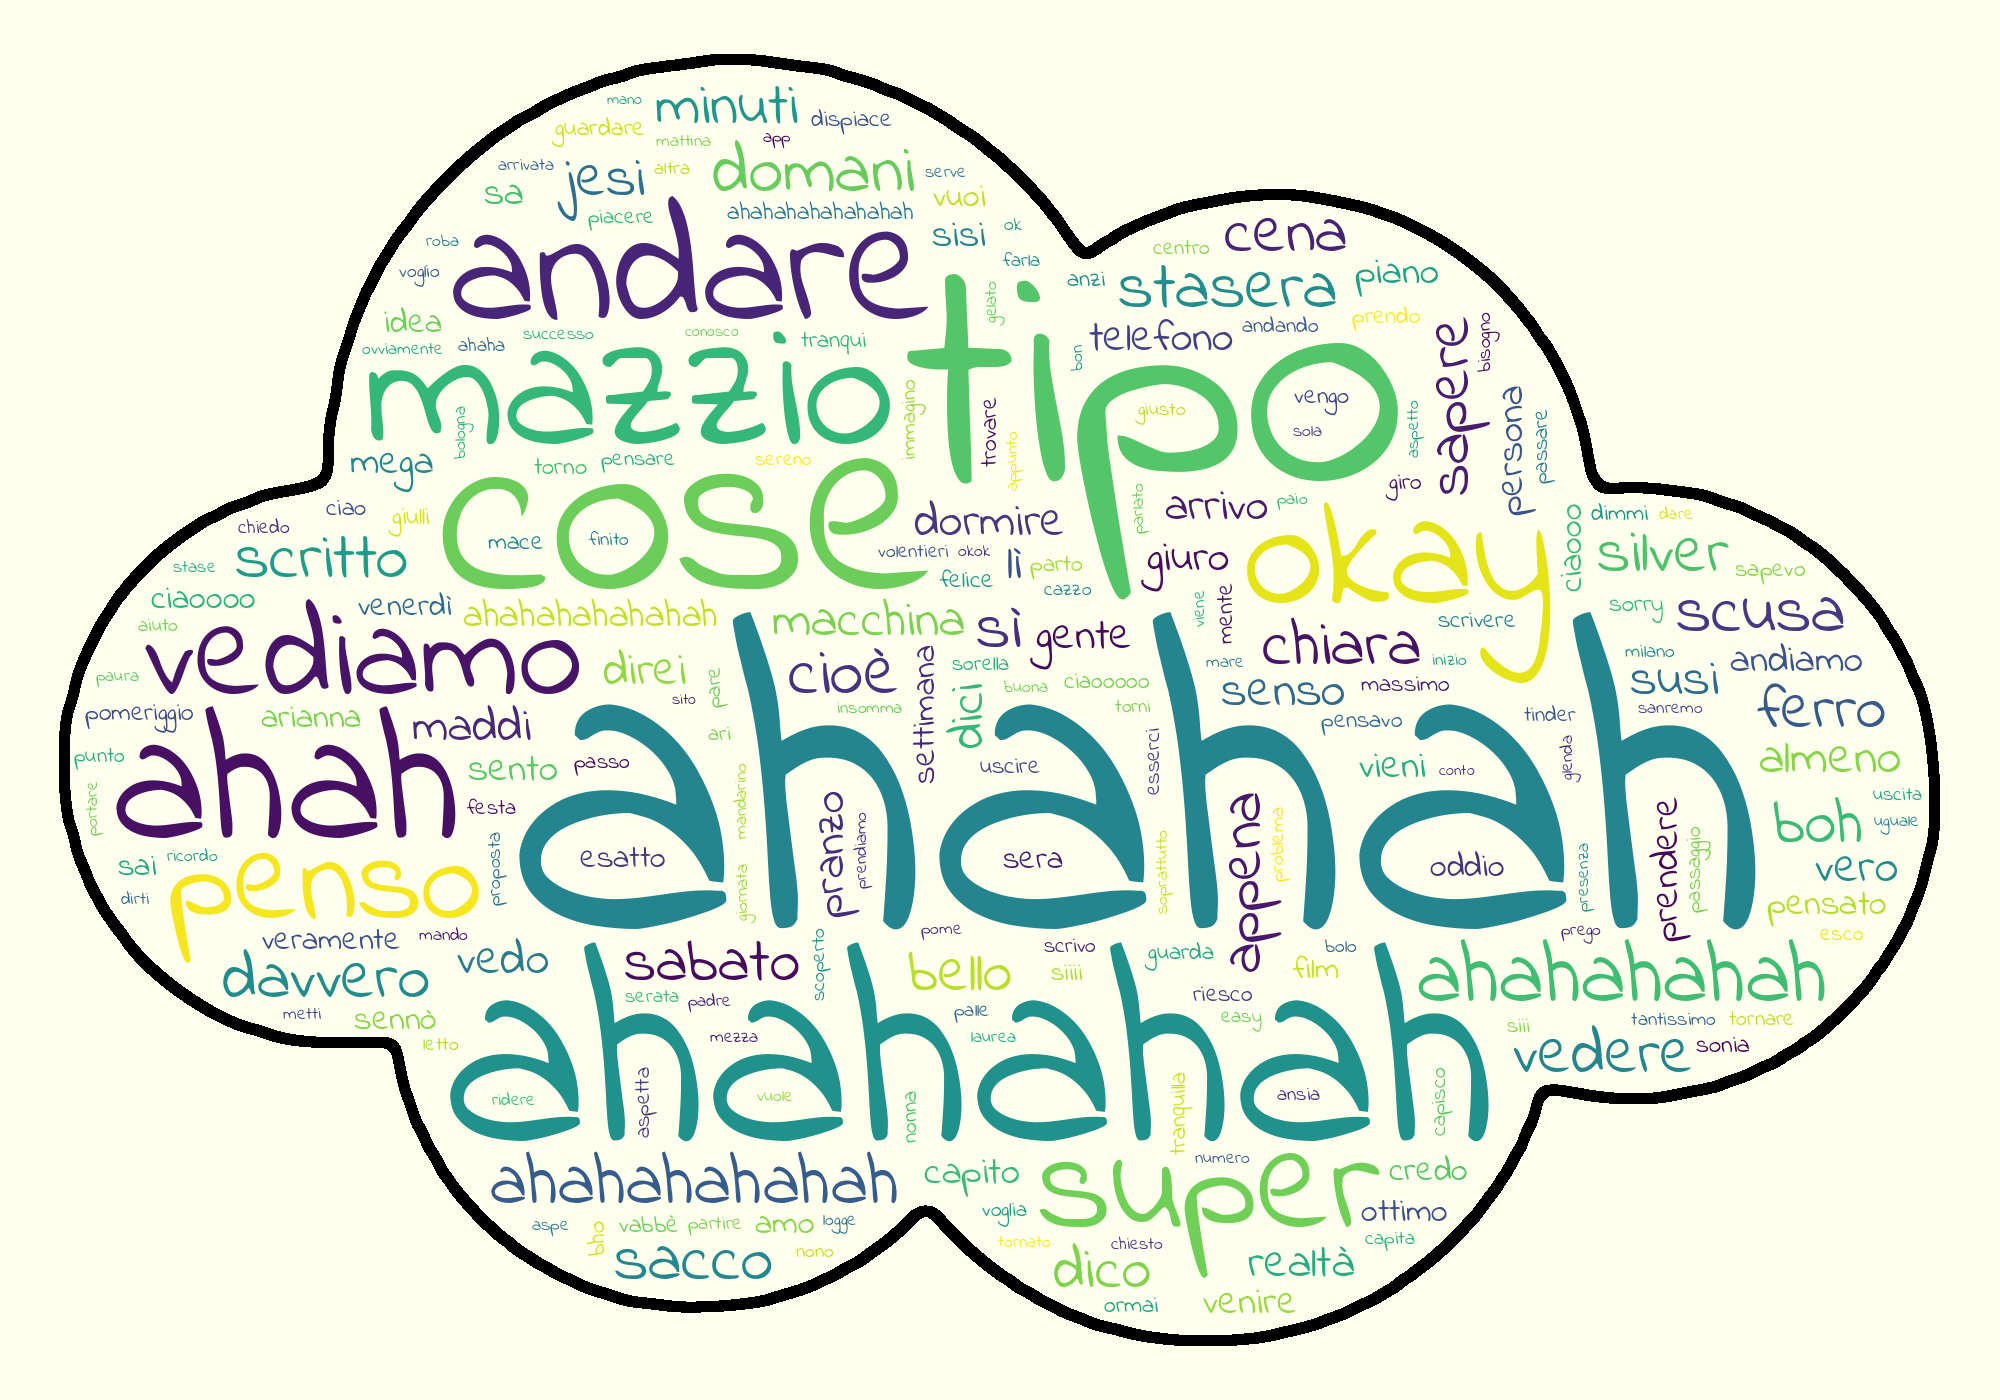 mano
minuti
dispiace
guardare
mattina
app
arrivata
jesi
altra
domani
serve
sa
vuoi
piacere
ahahahahahahahah
sisi
ok
roba
andare
farla
voglio
cena
centro
stasera
piano
anzi
gelato
idea
successo
conosco
tranqui
tipo
telefono
andando
prendo
ovviamente
ahaha
bon
sapere
bisogno
mazzio
immagino
trovare
giusto
vengo
sola
aspetto
persona
passare
bologna
mega
torno
pensare
sereno
appunto
giro
ciao
giulli
cose
dormire
parlato
arrivo
paio
okay
ciaooo
dimmi
dare
chiedo
scritto
mace
finito
volentieri
okok
lì
parto
giuro
silver
sapevo
stase
felice
cazzo
ciaoooo
venerdì
ahahahahahahah
macchina
sì
gente
viene
mente
scrivere
sorry
scusa
aiuto
vediamo
direi
pare
cioè
settimana
sorella
chiara
mare
inizio
milano
andiamo
paura
sito
insomma
dici
buona
ciaooooo
torni
senso
massimo
susi
sanremo
pomeriggio
arianna
maddi
ari
ahahah
pensavo
tinder
ferro
ahah
punto
sento
passo
uscire
esserci
vieni
conto
glenda
almeno
portare
festa
mandarino
pranzo
prendiamo
appena
problema
prendere
passaggio
uscita
boh
uguale
sai
ricordo
penso
proposta
esatto
giornata
sera
soprattutto
oddio
presenza
vero
dirti
pensato
veramente
mando
pome
scrivo
guarda
bolo
prego
esco
davvero
vedo
sabato
scoperto
bello
siiii
film
ahahahahah
serata
padre
riesco
metti
sennò
palle
easy
siii
tantissimo
tornare
letto
mezza
laurea
vedere
sonia
ahahahah
ridere
aspetta
vuole
nonna
tranquilla
ansia
capisco
ahahahahahah
capito
numero
super
credo
aspe
bho
vabbè
partire
amo
logge
voglia
ottimo
sacco
nono
tornato
chiesto
capita
dico
realtà
ormai
venire